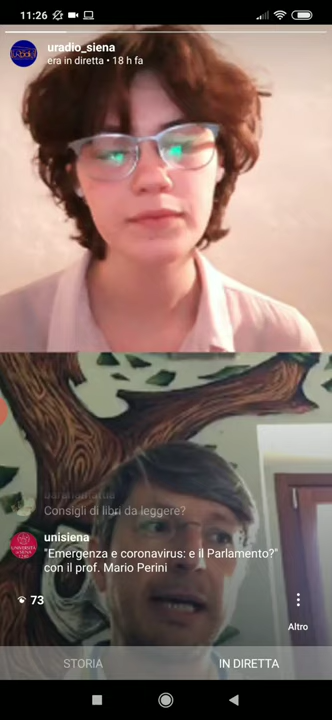 11:26
uradio_siena
era in diretta • 18 h fa
Consigli di libri da leggere?
unisiena
"Emergenza e coronavirus: e il Parlamento?"
con il prof. Mario Perini
73
Altro
STORIA
IN DIRETTA